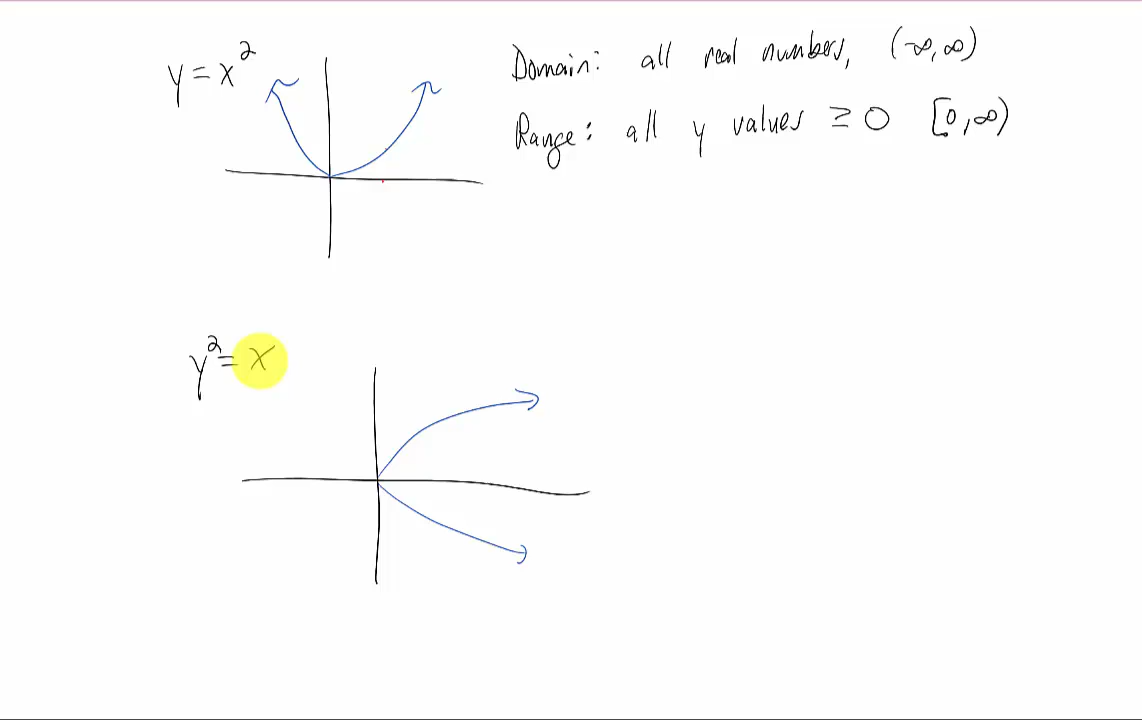 y = x²
Domain: all real numbers, (-∞,∞)
Range: all y values ≥ 0 [0,∞)
y² = x